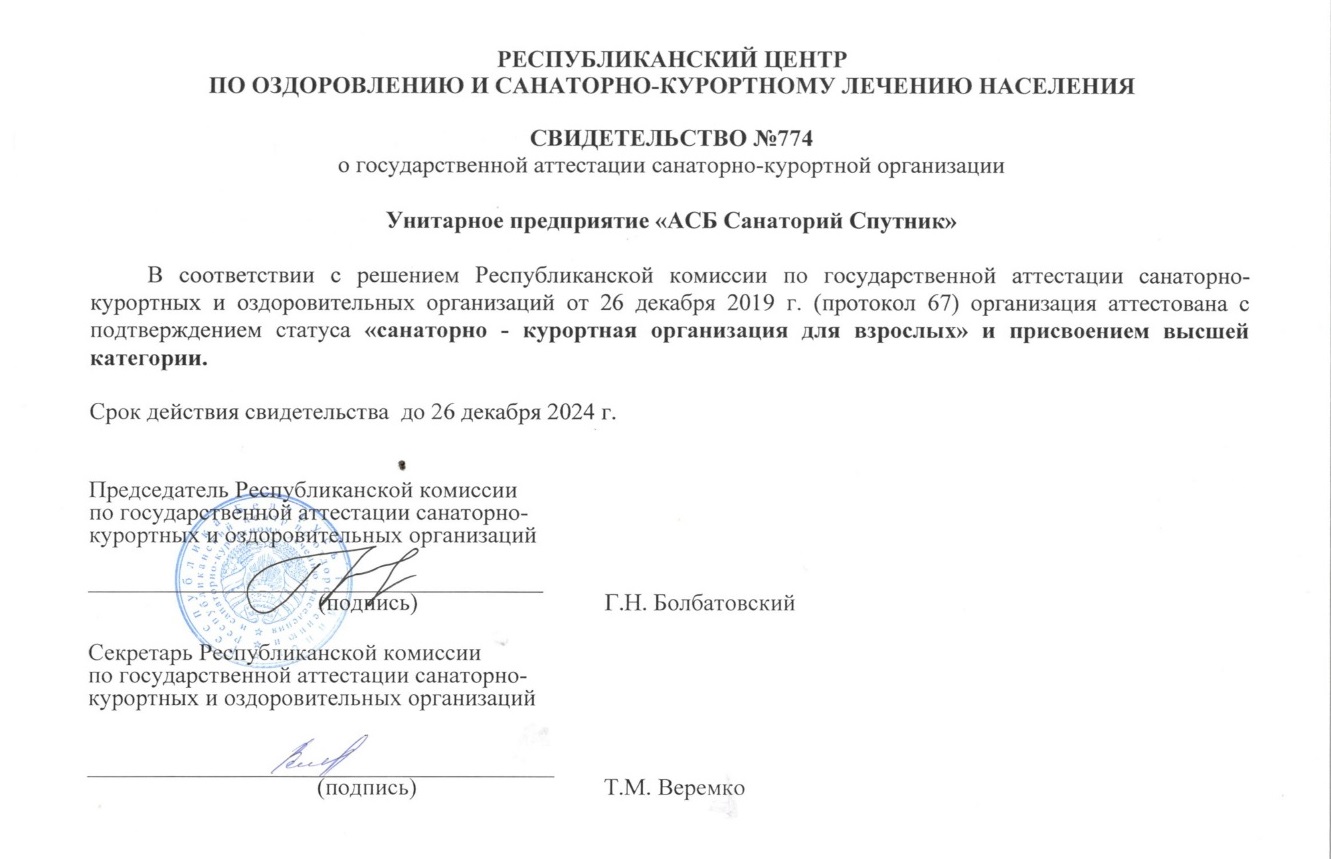 РЕСПУБЛИКАНСКИЙ ЦЕНТР
ПО ОЗДОРОВЛЕНИЮ И САНАТОРНО-КУРОРТНОМУ ЛЕЧЕНИЮ НАСЕЛЕНИЯ
СВИДЕТЕЛЬСТВО №774
о государственной аттестации санаторно-курортной организации
Унитарное предприятие «АСБ Санаторий Спутник»
В соответствии с решением Республиканской комиссии по государственной аттестации санаторно-
курортных и оздоровительных организаций от 26 декабря 2019 г. (протокол 67) организация аттестована с
подтверждением статуса «санаторно - курортная организация для взрослых» и присвоением высшей
категории.
Срок действия свидетельства до 26 декабря 2024 г.
Председатель Республиканской комиссии
по государственной аттестации санаторно-
курортных и оздоровительных организаций
(подпись) Г.Н. Болбатовский
Секретарь Республиканской комиссии
по государственной аттестации санаторно-
курортных и оздоровительных организаций
(подпись) Т.М. Веремко